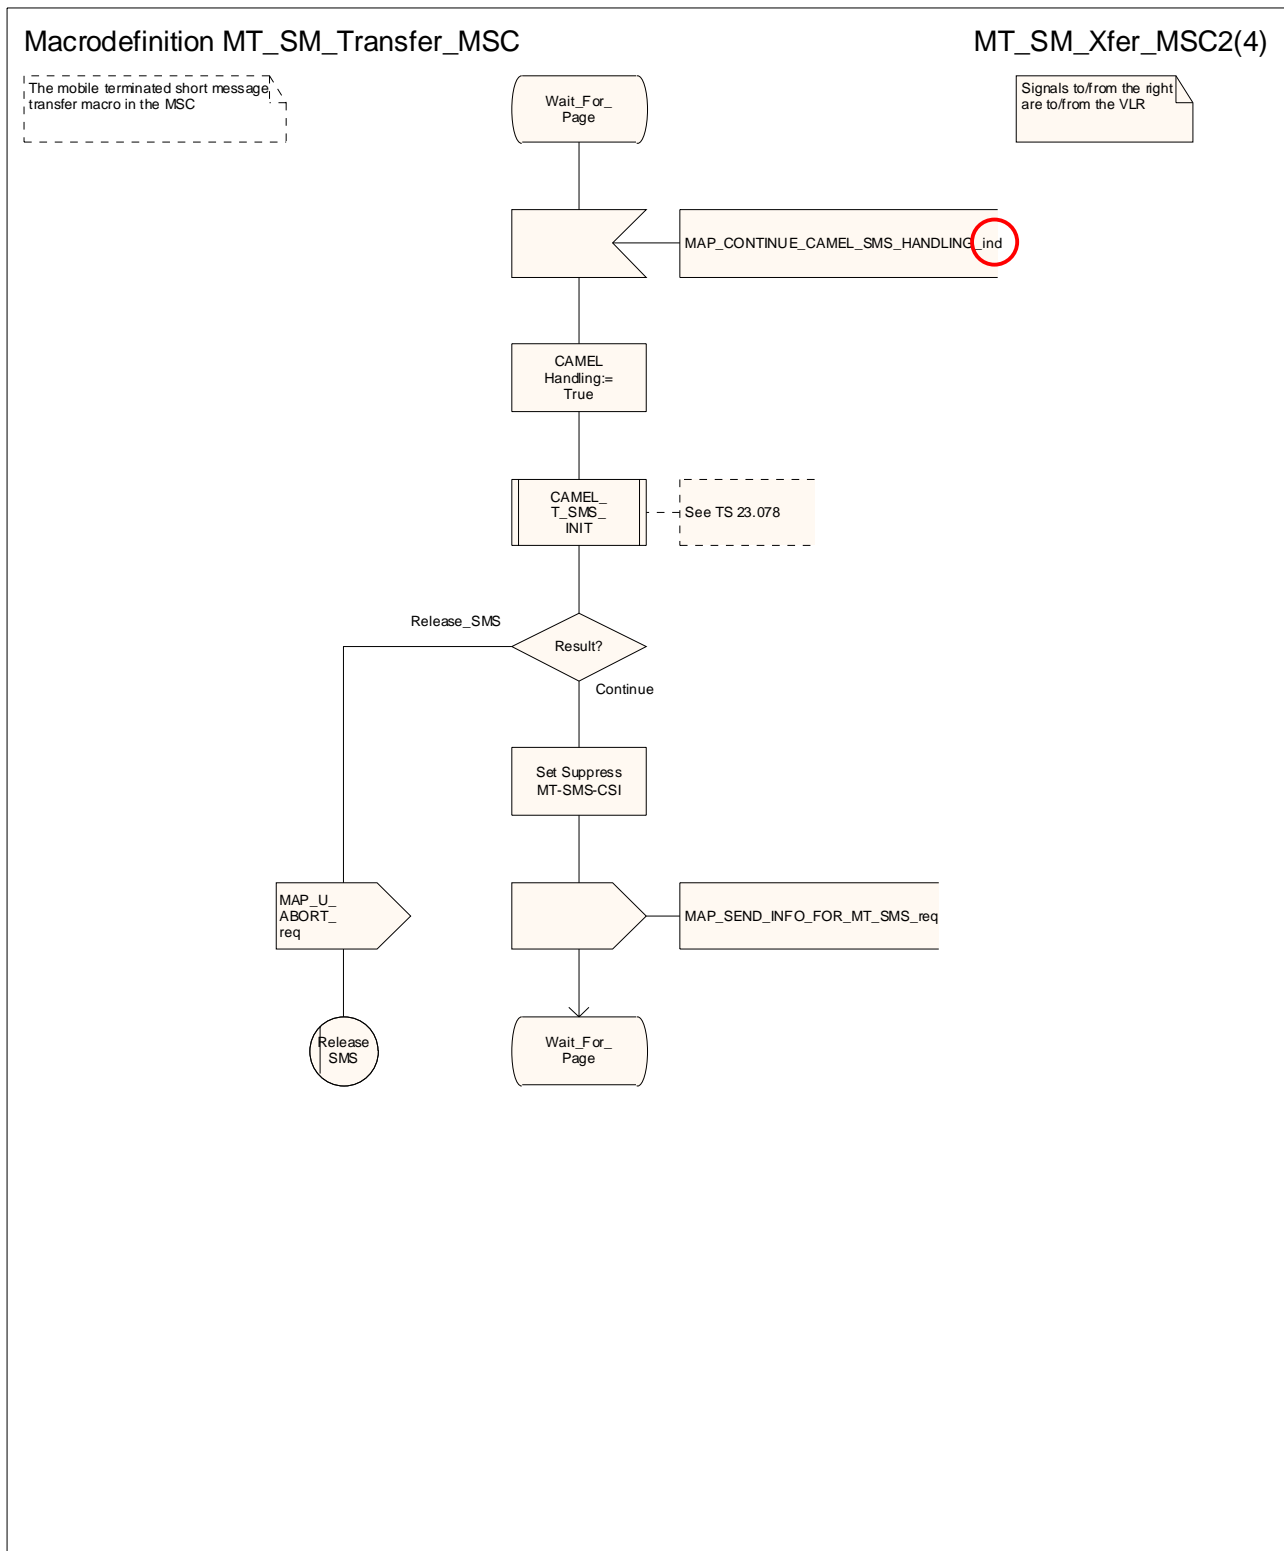 Macrodefinition MT_SM_Transfer_MSC
MT_SM_Xfer_MSC2(4)
The mobile terminated short message
transfer macro in the MSC
Signals to/from the right
are to/from the VLR
Wait_For_
Page
MAP_CONTINUE_CAMEL_SMS_HANDLING_ind
CAMEL
Handling:=
True
CAMEL_
T_SMS_
INIT
See TS 23.078
Release_SMS
Result?
Continue
Set Suppress
MT-SMS-CSI
MAP_U_
ABORT_
req
MAP_SEND_INFO_FOR_MT_SMS_req
Release
SMS
Wait_For_
Page